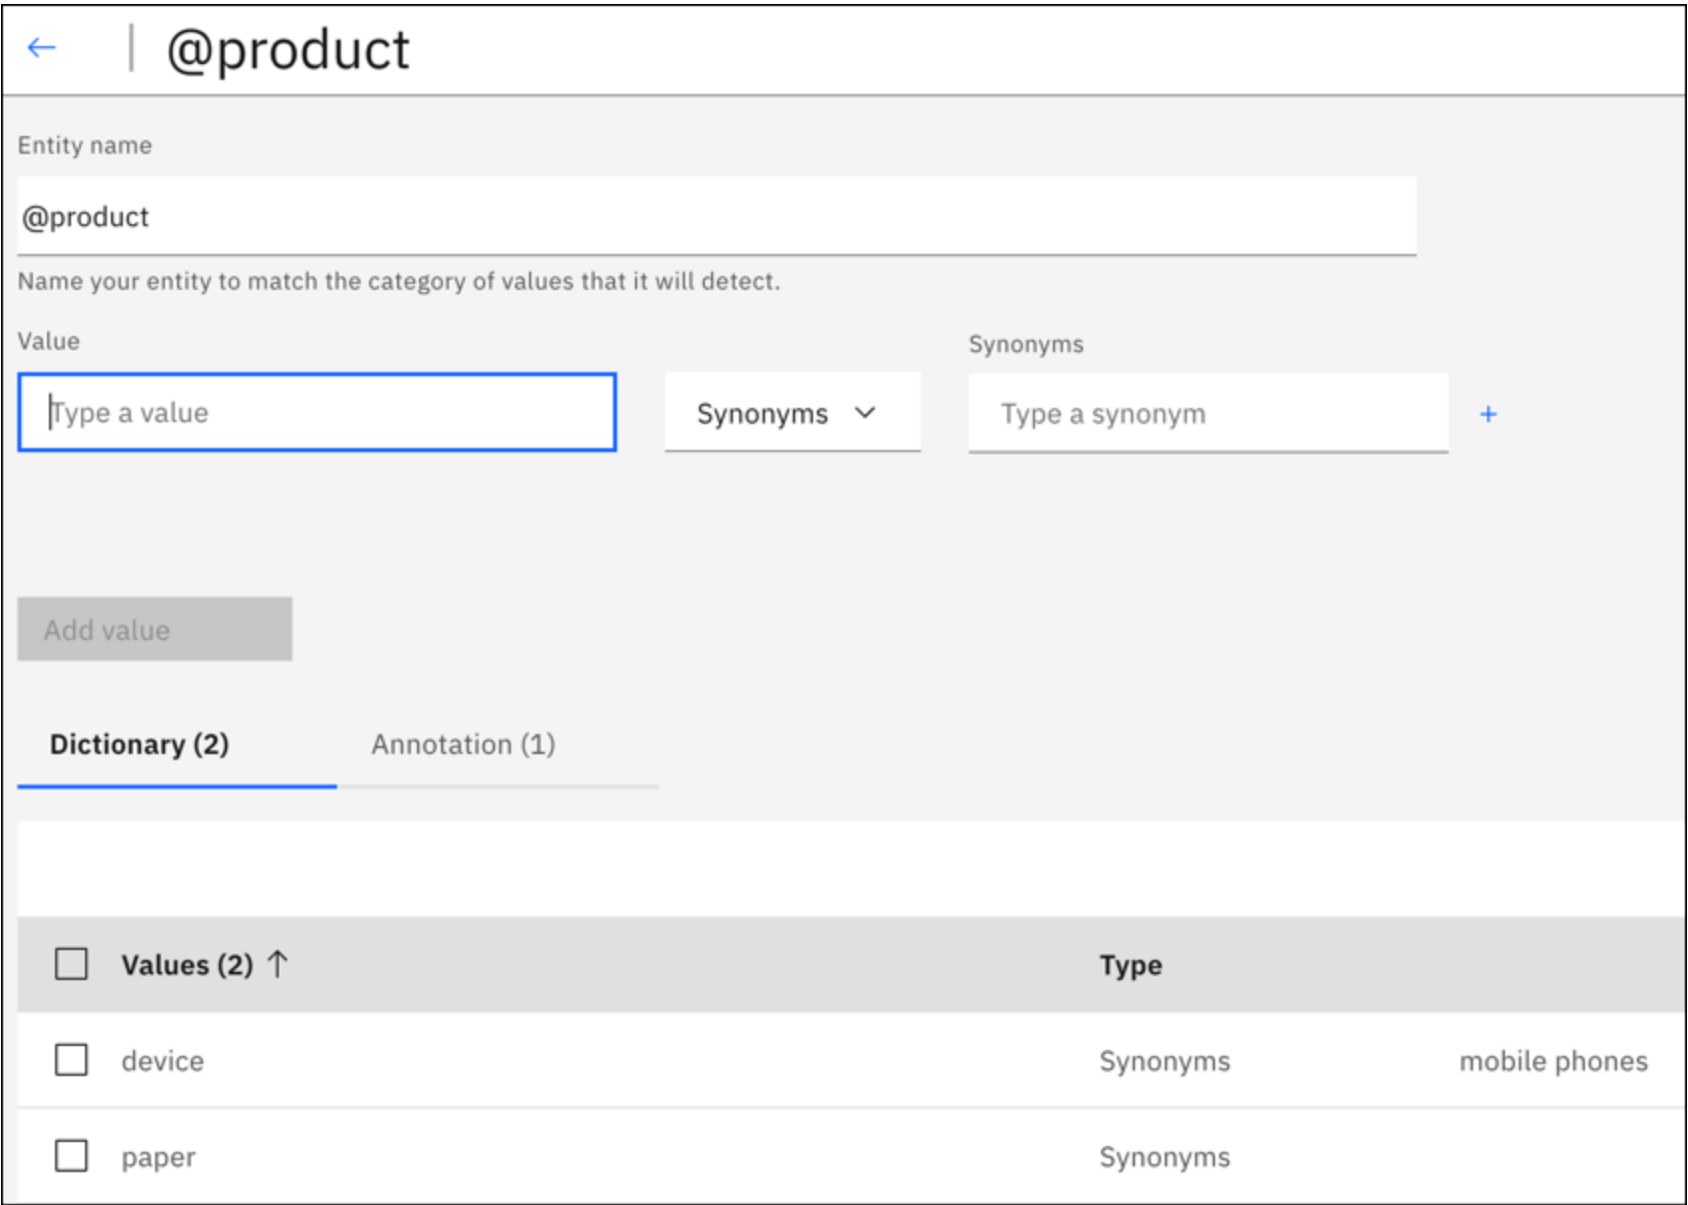 @product
Entity name
@product
Name your entity to match the category of values that it will detect.
Value
Synonyms
Type a value
Synonyms
Type a synonym
+
Add value
Dictionary (2)
Annotation (1)
Values (2) ↑
Type
device
Synonyms
mobile phones
paper
Synonyms